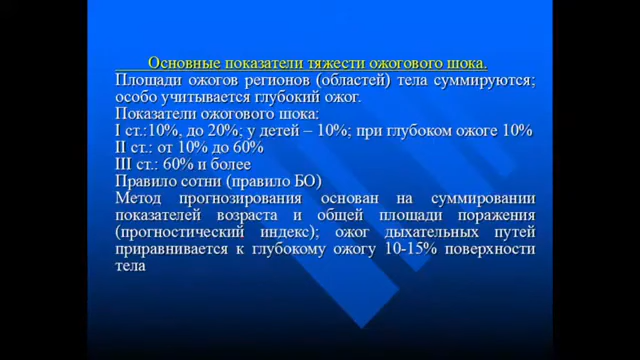 Основные показатели тяжести ожогового шока.
Площади ожогов регионов (областей) тела суммируются;
особо учитывается глубокий ожог.
Показатели ожогового шока:
I ст.:10%, до 20%; у детей – 10%; при глубоком ожоге 10%
II ст.: от 10% до 60%
III ст.: 60% и более
Правило сотни (правило БО)
Метод прогнозирования основан на суммировании
показателей возраста и общей площади поражения
(прогностический индекс); ожог дыхательных путей
приравнивается к глубокому ожогу 10-15% поверхности
тела